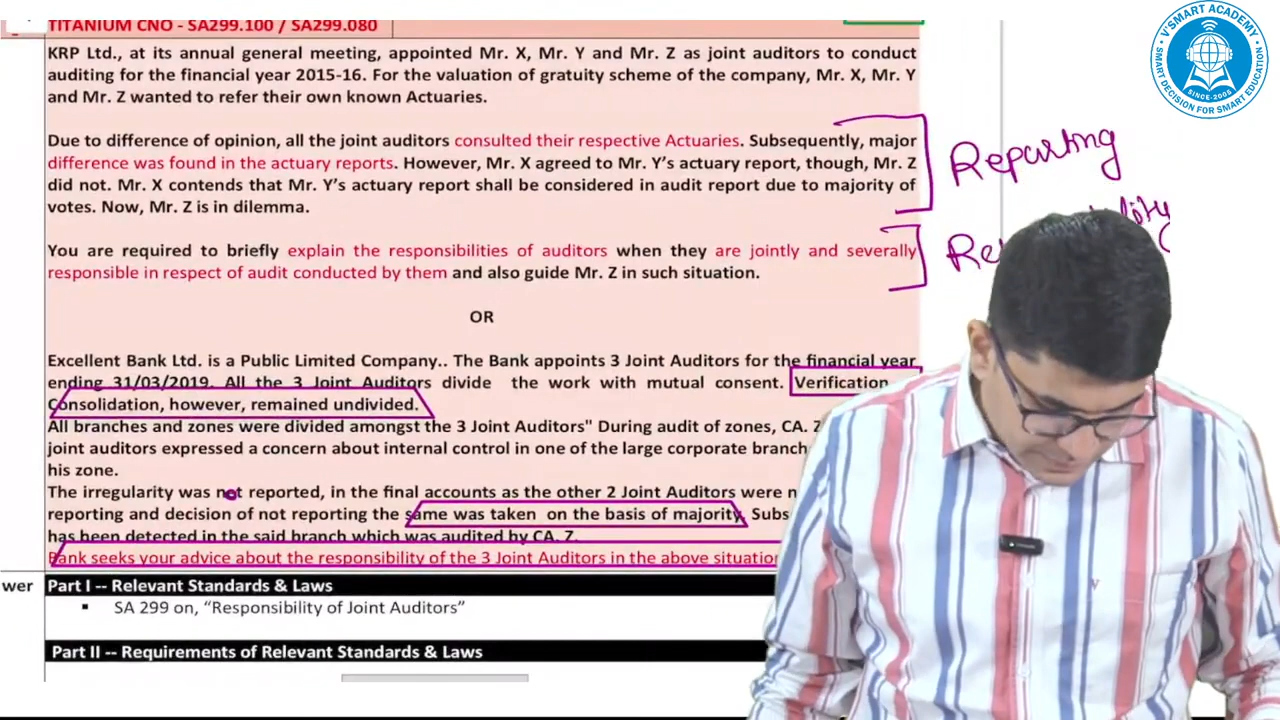 TITANIUM CNO - SA299.100 / SA299.080
V'SMART ACADEMY
SMART DECISION FOR SMART EDUCATION
SINCE-2005
KRP Ltd., at its annual general meeting, appointed Mr. X, Mr. Y and Mr. Z as joint auditors to conduct
auditing for the financial year 2015-16. For the valuation of gratuity scheme of the company, Mr. X, Mr. Y
and Mr. Z wanted to refer their own known Actuaries.
Due to difference of opinion, all the joint auditors consulted their respective Actuaries. Subsequently, major
difference was found in the actuary reports. However, Mr. X agreed to Mr. Y's actuary report, though, Mr. Z
did not. Mr. X contends that Mr. Y's actuary report shall be considered in audit report due to majority of
votes. Now, Mr. Z is in dilemma.
Reporting
You are required to briefly explain the responsibilities of auditors when they are jointly and severally
responsible in respect of audit conducted by them and also guide Mr. Z in such situation.
OR
Excellent Bank Ltd. is a Public Limited Company.. The Bank appoints 3 Joint Auditors for the financial year
ending 31/03/2019. All the 3 Joint Auditors divide the work with mutual consent. Verification
Consolidation, however, remained undivided.
All branches and zones were divided amongst the 3 Joint Auditors" During audit of zones, CA. Z
joint auditors expressed a concern about internal control in one of the large corporate branch
his zone.
The irregularity was not reported, in the final accounts as the other 2 Joint Auditors were
reporting and decision of not reporting the same was taken on the basis of majority.
has been detected in the said branch which was audited by CA. Z.
Bank seeks your advice about the responsibility of the 3 Joint Auditors in the above situation
wer Part I -- Relevant Standards & Laws
▪ SA 299 on, "Responsibility of Joint Auditors"
Part II -- Requirements of Relevant Standards & Laws